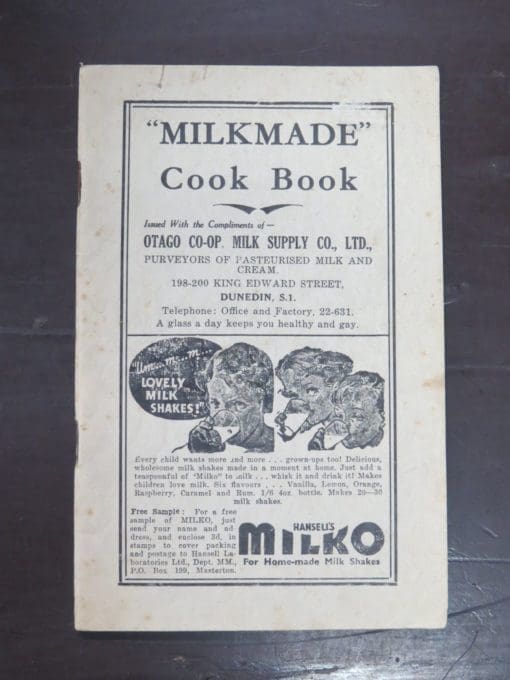 "MILKMADE"
Cook Book
Issued With the Compliments of —
OTAGO CO-OP. MILK SUPPLY CO., LTD.,
PURVEYORS OF PASTEURISED MILK AND
CREAM.
198-200 KING EDWARD STREET,
DUNEDIN, S.1.
Telephone: Office and Factory, 22-631.
A glass a day keeps you healthy and gay.
"Um...m...m...
LOVELY
MILK
SHAKES!"
Every child wants more and more . . . grown-ups too! Delicious,
wholesome milk shakes made in a moment at home. Just add a
teaspoonful of 'Milko' to milk . . . whisk it and drink it! Makes
children love milk. Six flavours . . . Vanilla, Lemon, Orange,
Raspberry, Caramel and Rum. 1/6 4oz. bottle. Makes 20—30
milk shakes.
Free Sample: For a free
sample of MILKO, just
send your name and ad-
dress, and enclose 3d. in
stamps to cover packing
and postage to Hansell La-
boratories Ltd., Dept. MM.,
P.O. Box 199, Masterton.
HANSELL'S
MILKO
For Home-made Milk Shakes